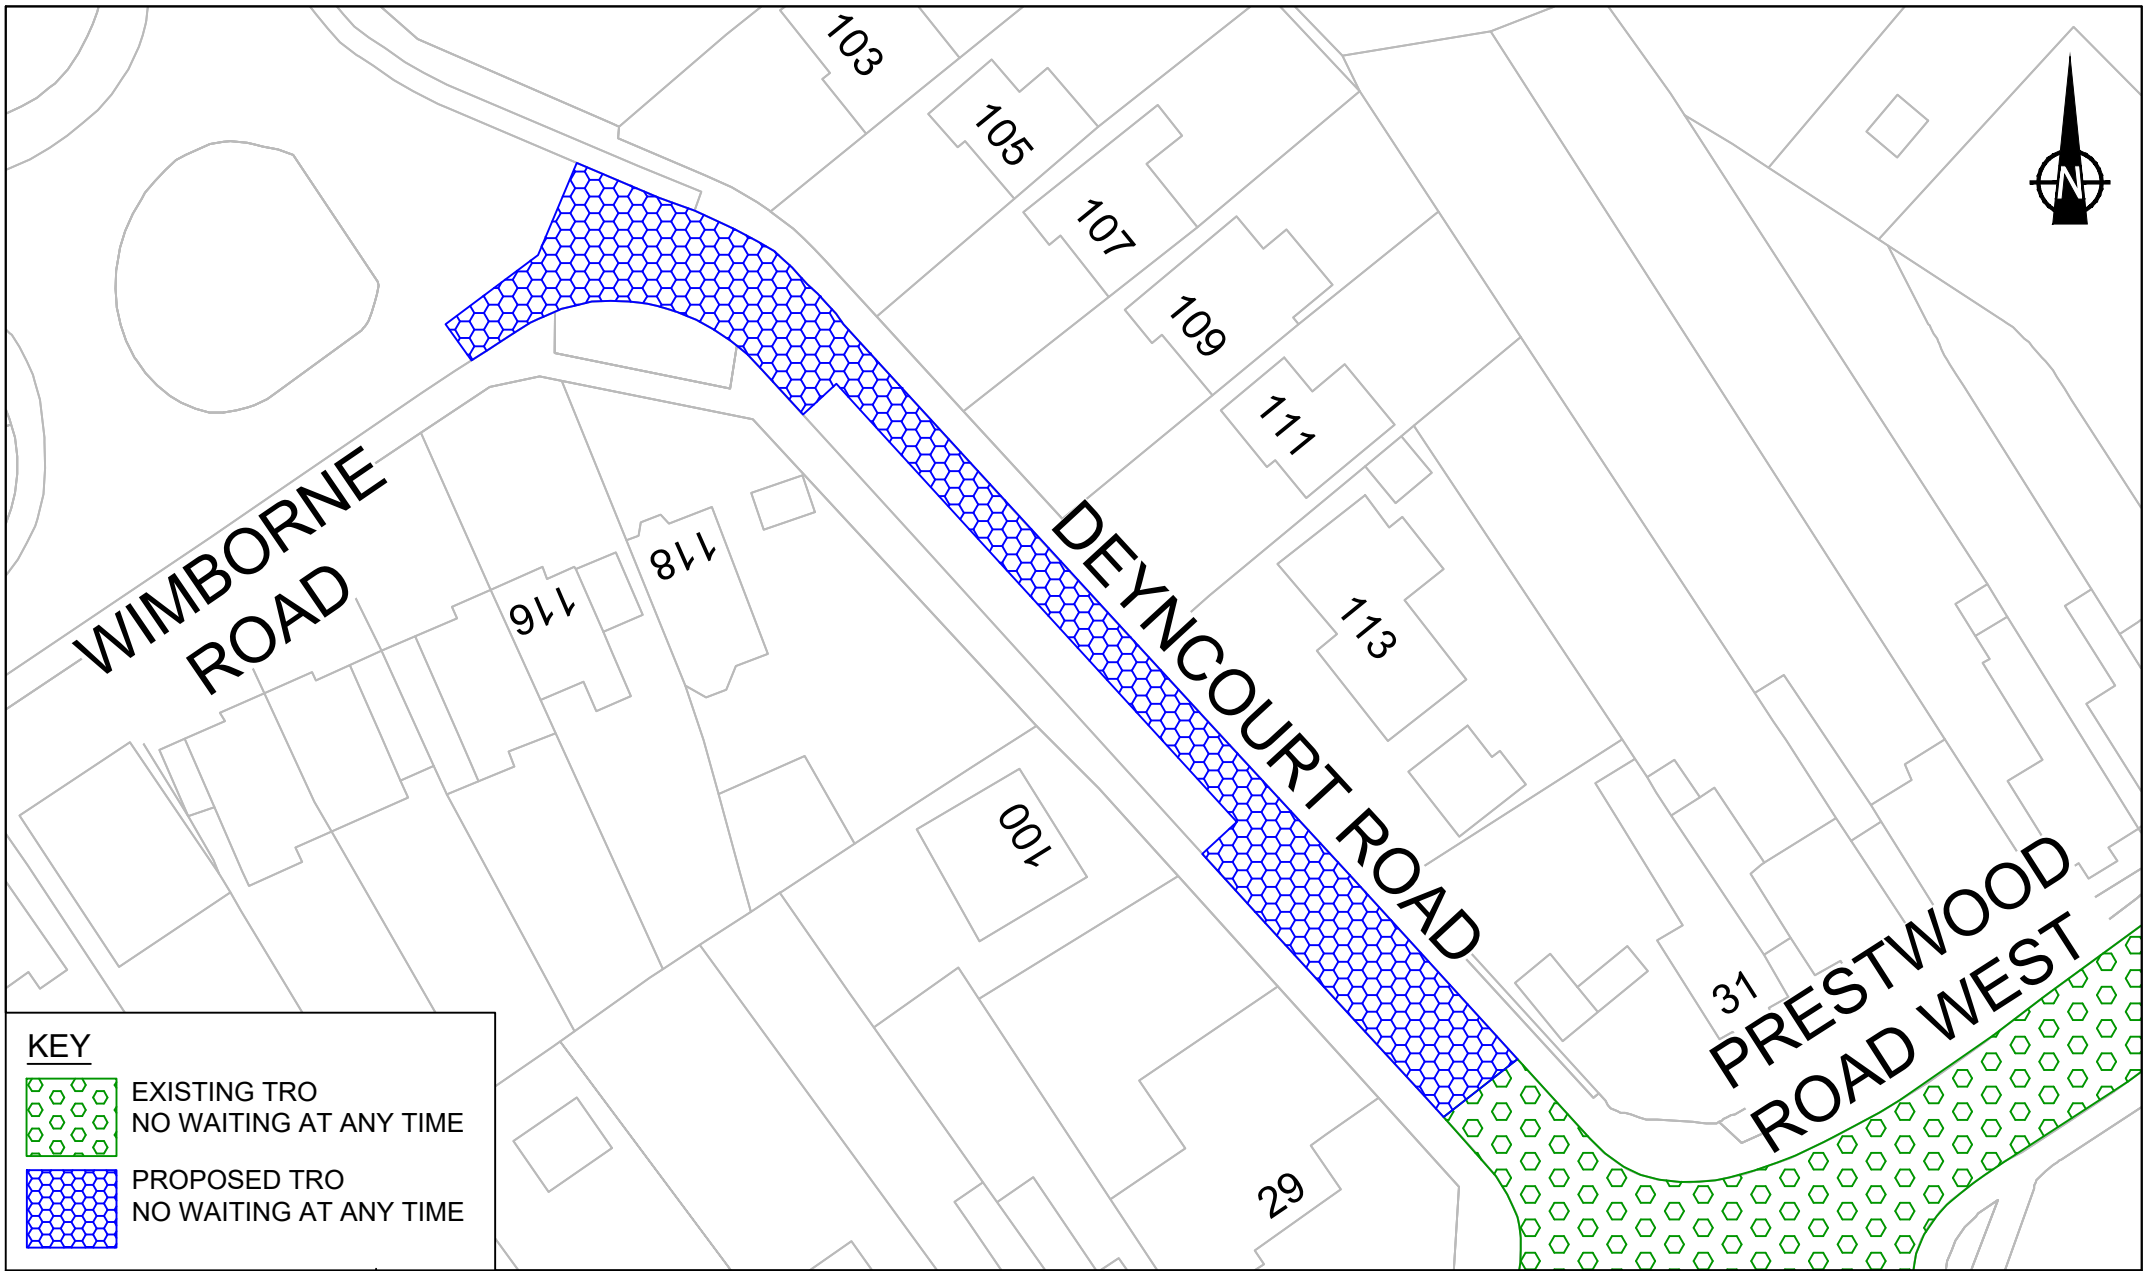 103
105
107
109
111
113
N
DEYNCOURT ROAD
WIMBORNE
ROAD
118
116
100
31
PRESTWOOD
ROAD WEST
29
KEY
EXISTING TRO
NO WAITING AT ANY TIME
PROPOSED TRO
NO WAITING AT ANY TIME